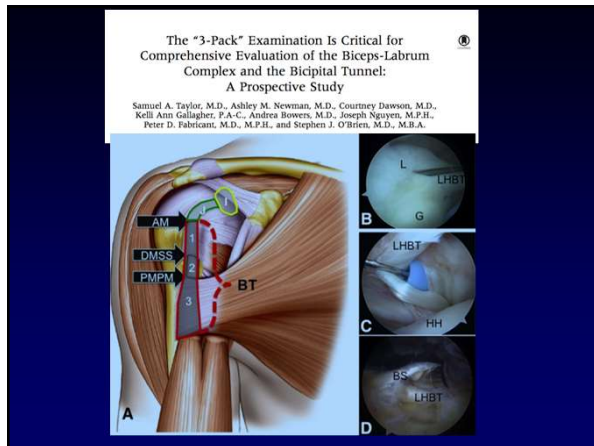 The “3-Pack” Examination Is Critical for
Comprehensive Evaluation of the Biceps-Labrum
Complex and the Bicipital Tunnel:
A Prospective Study
Samuel A. Taylor, M.D., Ashley M. Newman, M.D., Courtney Dawson, M.D.,
Kelli Ann Gallagher, P.A-C., Andrea Bowers, M.D., Joseph Nguyen, M.P.H.,
Peter D. Fabricant, M.D., M.P.H., and Stephen J. O'Brien, M.D., M.B.A.
I
J
AM
1
DMSS
2
PMPM
BT
3
A
L
LHBT
G
B
LHBT
HH
C
BS
LHBT
D